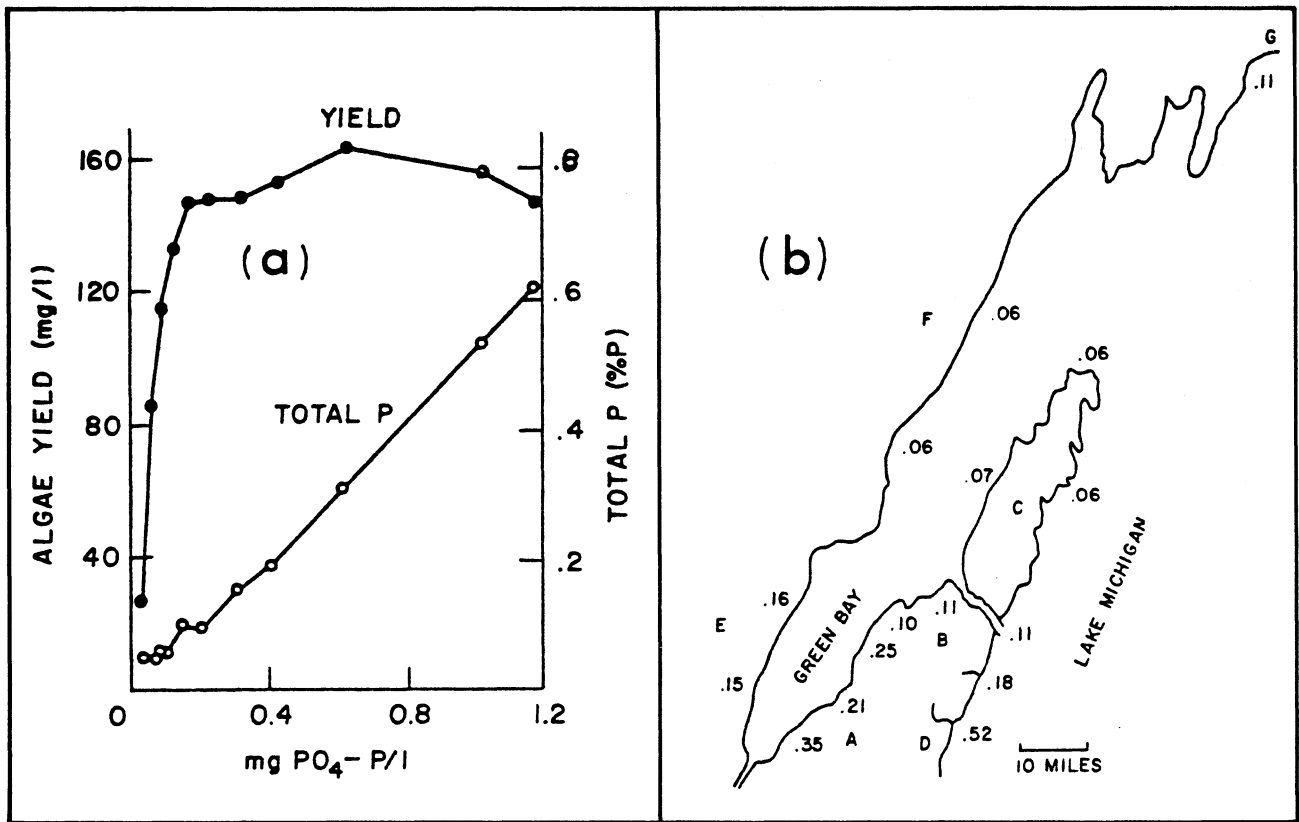 YIELD
160
120
80
40
0
0.4
0.8
1.2
.8
.6
.4
.2
(a)
TOTAL P
ALGAE YIELD (mg/l)
TOTAL P (%P)
mg PO₄- P/l
(b)
G
.11
F
.06
.06
.06
.07
C
.06
LAKE MICHIGAN
.16
E
GREEN BAY
.10
.11
B
.11
.25
.15
.18
.21
.35
A
D
.52
10 MILES